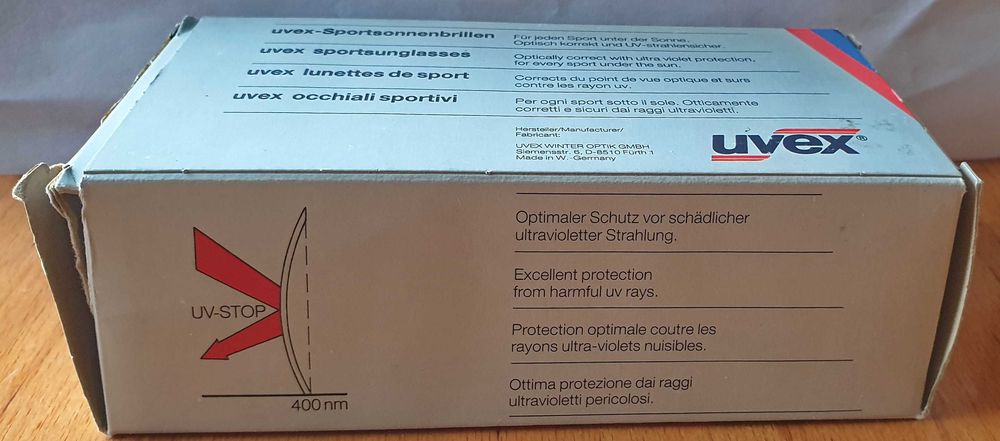 uvex-Sportsonnenbrillen
Für jeden Sport unter der Sonne.
Optisch korrekt und UV-strahlensicher.
uvex sportsunglasses
Optically correct with ultra violet protection,
for every sport under the sun.
uvex lunettes de sport
Corrects du point de vue optique et surs
contre les rayon uv.
uvex occhiali sportivi
Per ogni sport sotto il sole. Otticamente
corretti e sicuri dai raggi ultravioletti.
Hersteller/Manufacturer/
Fabricant:
UVEX WINTER OPTIK GMBH
Siemensstr. 6, D-8510 Fürth 1
Made in W.-Germany
uvex®
UV-STOP
400 nm
Optimaler Schutz vor schädlicher
ultravioletter Strahlung.
Excellent protection
from harmful uv rays.
Protection optimale coutre les
rayons ultra-violets nuisibles.
Ottima protezione dai raggi
ultravioletti pericolosi.